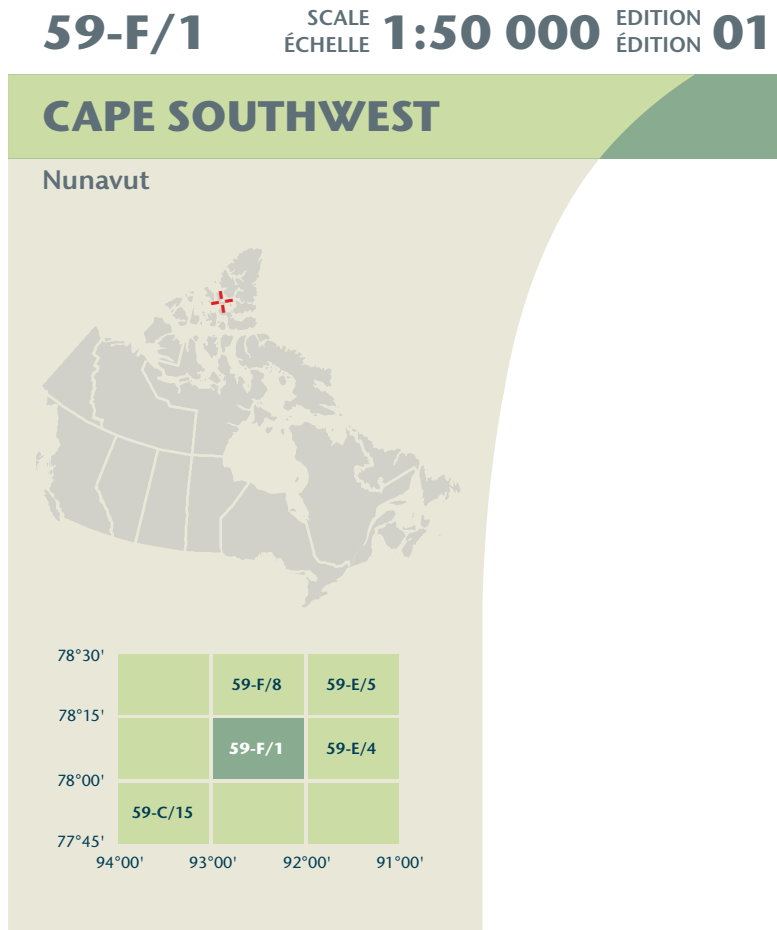 59-F/1 SCALE ÉCHELLE 1:50 000 EDITION ÉDITION 01
CAPE SOUTHWEST
Nunavut
78°30'
59-F/8 59-E/5
78°15'
59-F/1 59-E/4
78°00'
59-C/15
77°45'
94°00' 93°00' 92°00' 91°00'